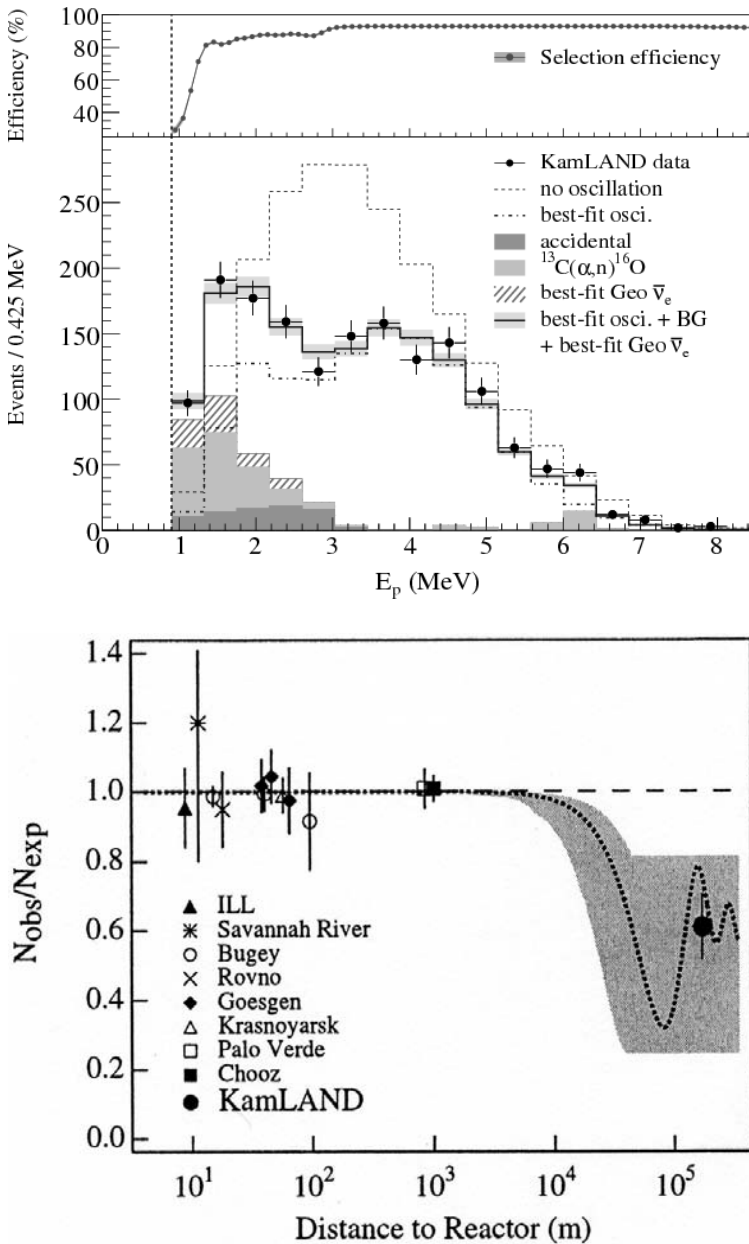 Efficiency (%)
100
80
60
40
Selection efficiency
Events / 0.425 MeV
250
200
150
100
50
0
KamLAND data
no oscillation
best-fit osci.
accidental
¹³C(α,n)¹⁶O
best-fit Geo ν̄ₑ
best-fit osci. + BG
+ best-fit Geo ν̄ₑ
0 1 2 3 4 5 6 7 8
Eₚ (MeV)
Nobs/Nexp
1.4
1.2
1.0
0.8
0.6
0.4
0.2
0.0
ILL
Savannah River
Bugey
Rovno
Goesgen
Krasnoyarsk
Palo Verde
Chooz
KamLAND
10¹ 10² 10³ 10⁴ 10⁵
Distance to Reactor (m)